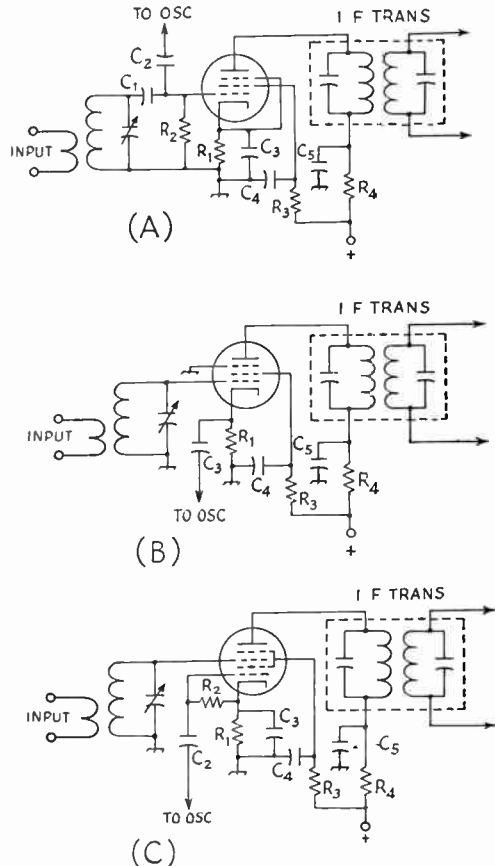 TO OSC
I F TRANS
C2
C1
INPUT
R2
R1
C3
C4
C5
R3
R4
+
(A)
I F TRANS
INPUT
R1
C3
C4
C5
R3
R4
TO OSC
+
(B)
I F TRANS
INPUT
R2
C2
R1
C3
C4
C5
R3
R4
TO OSC
+
(C)